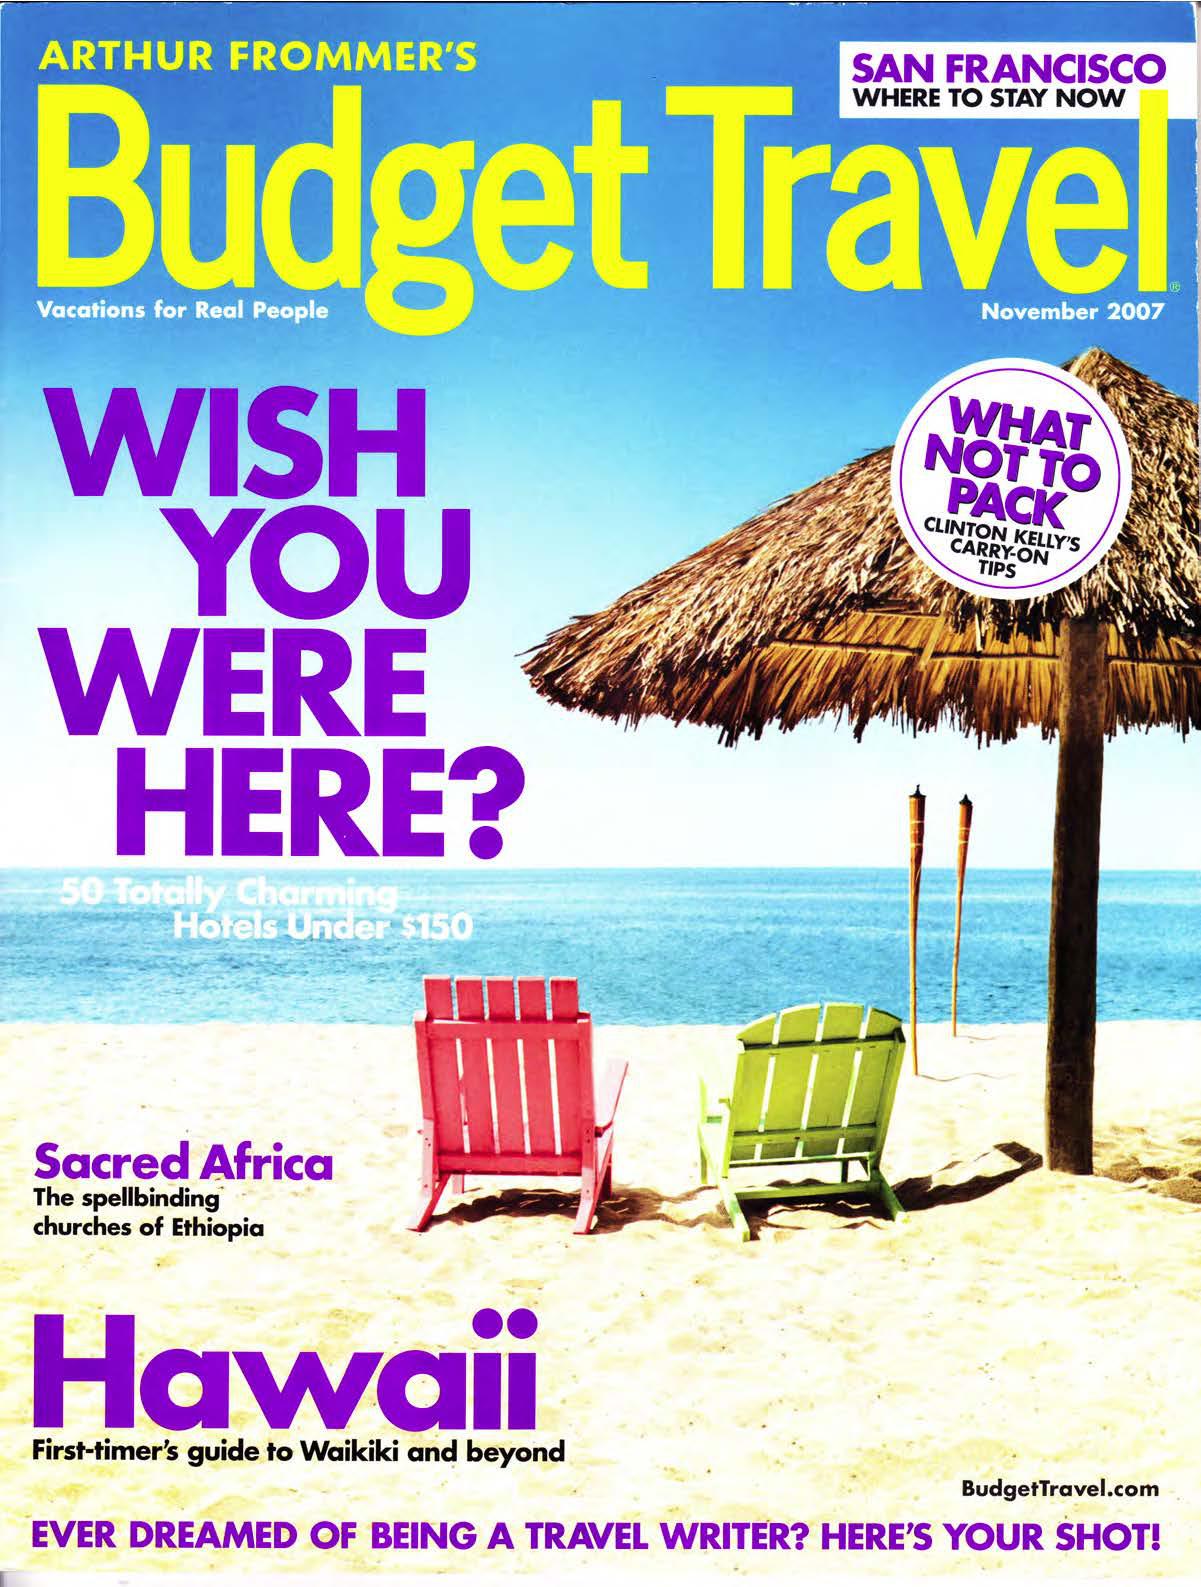 ARTHUR FROMMER'S
SAN FRANCISCO
WHERE TO STAY NOW
Budget Travel®
Vacations for Real People
November 2007
WISH
YOU
WERE
HERE?
50 Totally Charming
Hotels Under $150
WHAT
NOT TO
PACK
CLINTON KELLY'S
CARRY-ON
TIPS
Sacred Africa
The spellbinding
churches of Ethiopia
Hawaii
First-timer's guide to Waikiki and beyond
BudgetTravel.com
EVER DREAMED OF BEING A TRAVEL WRITER? HERE'S YOUR SHOT!